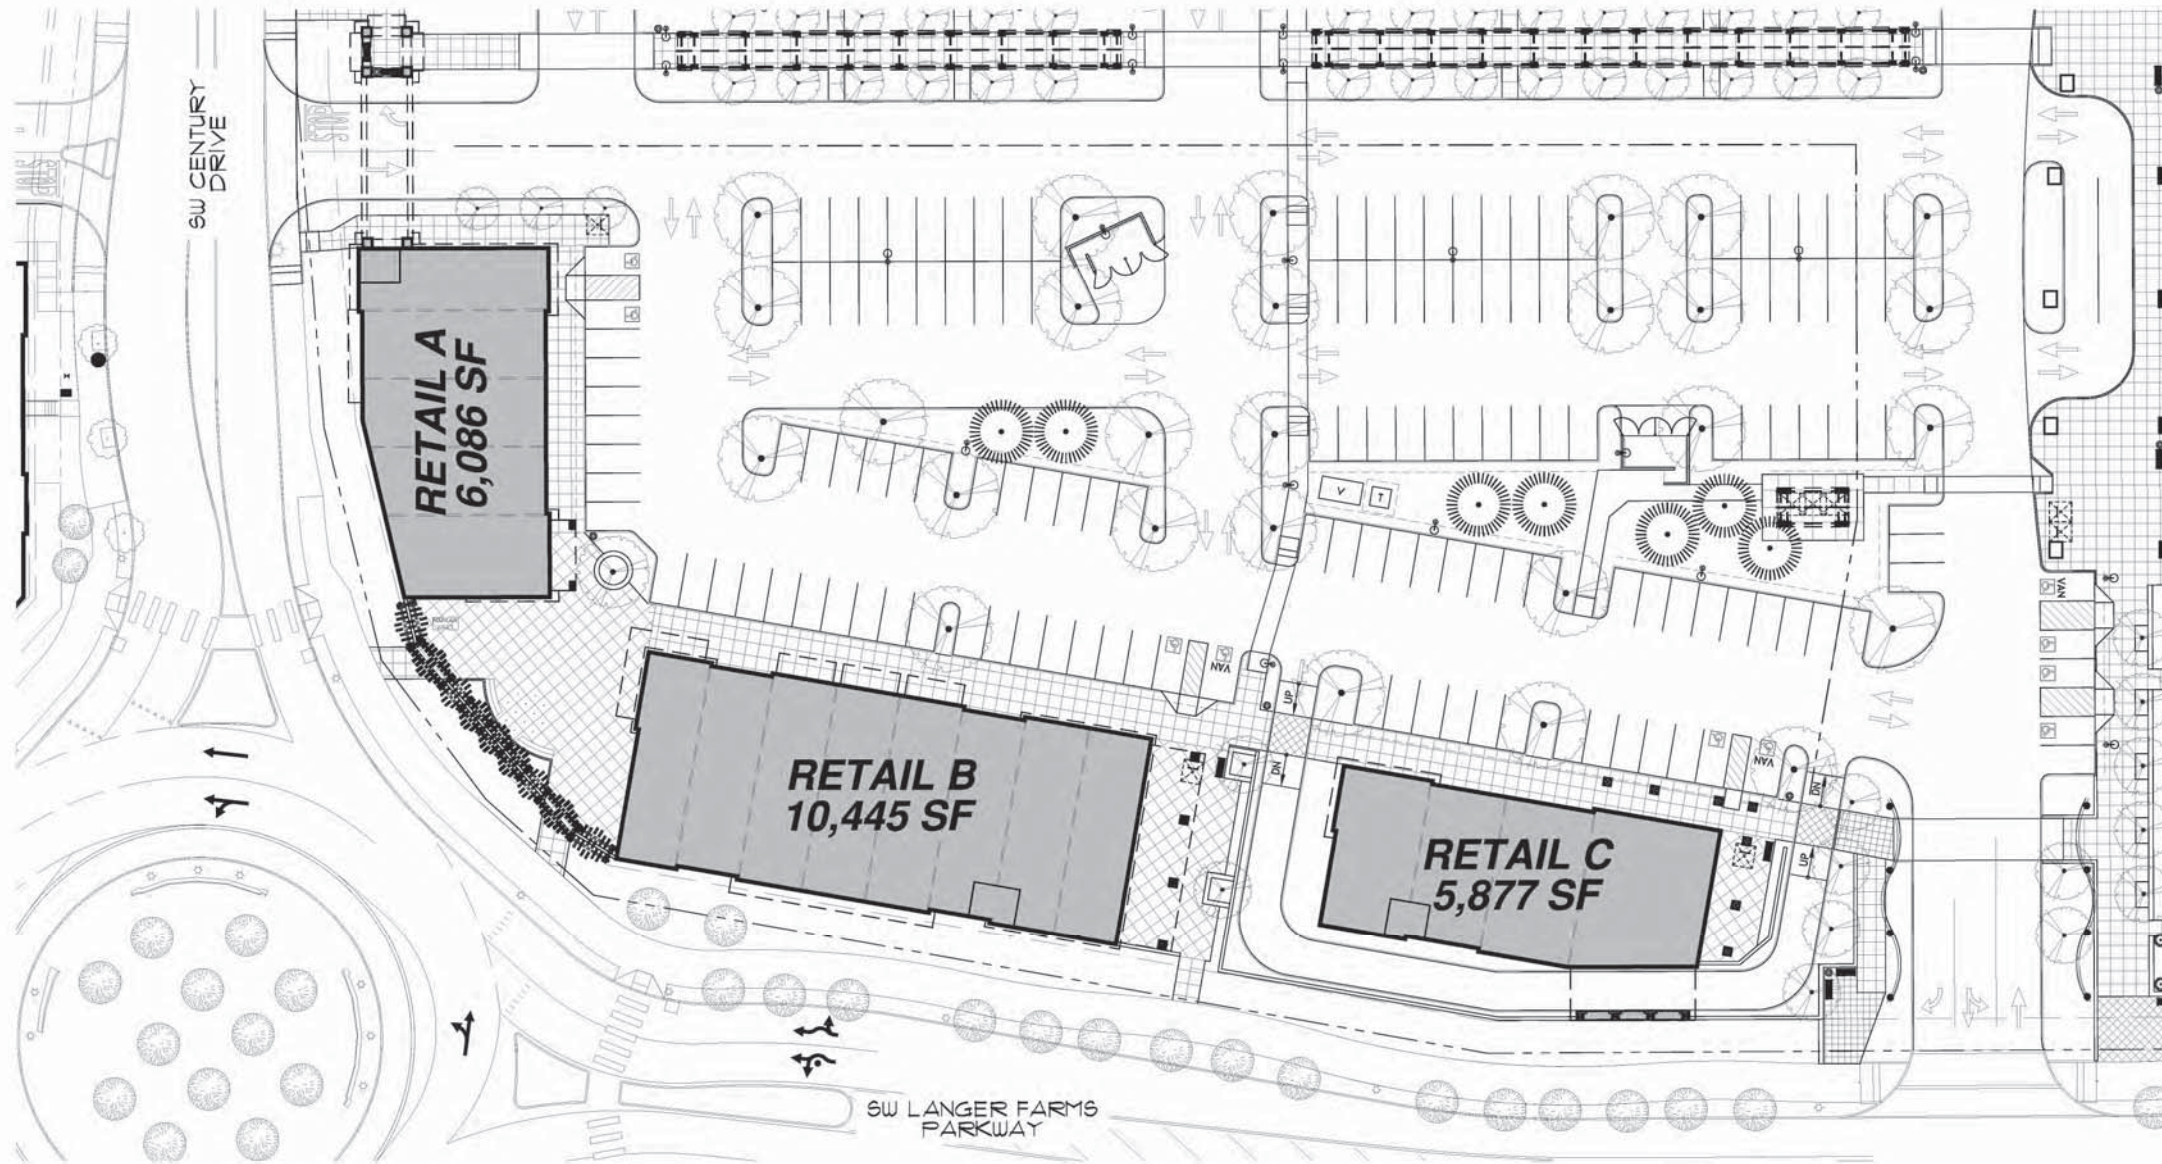 SW CENTURY
DRIVE
STOP
RETAIL A
6,086 SF
V
T
VAN
VAN
UP
RETAIL B
10,445 SF
DN
VAN
DN
RETAIL C
5,877 SF
UP
SW LANGER FARMS
PARKWAY